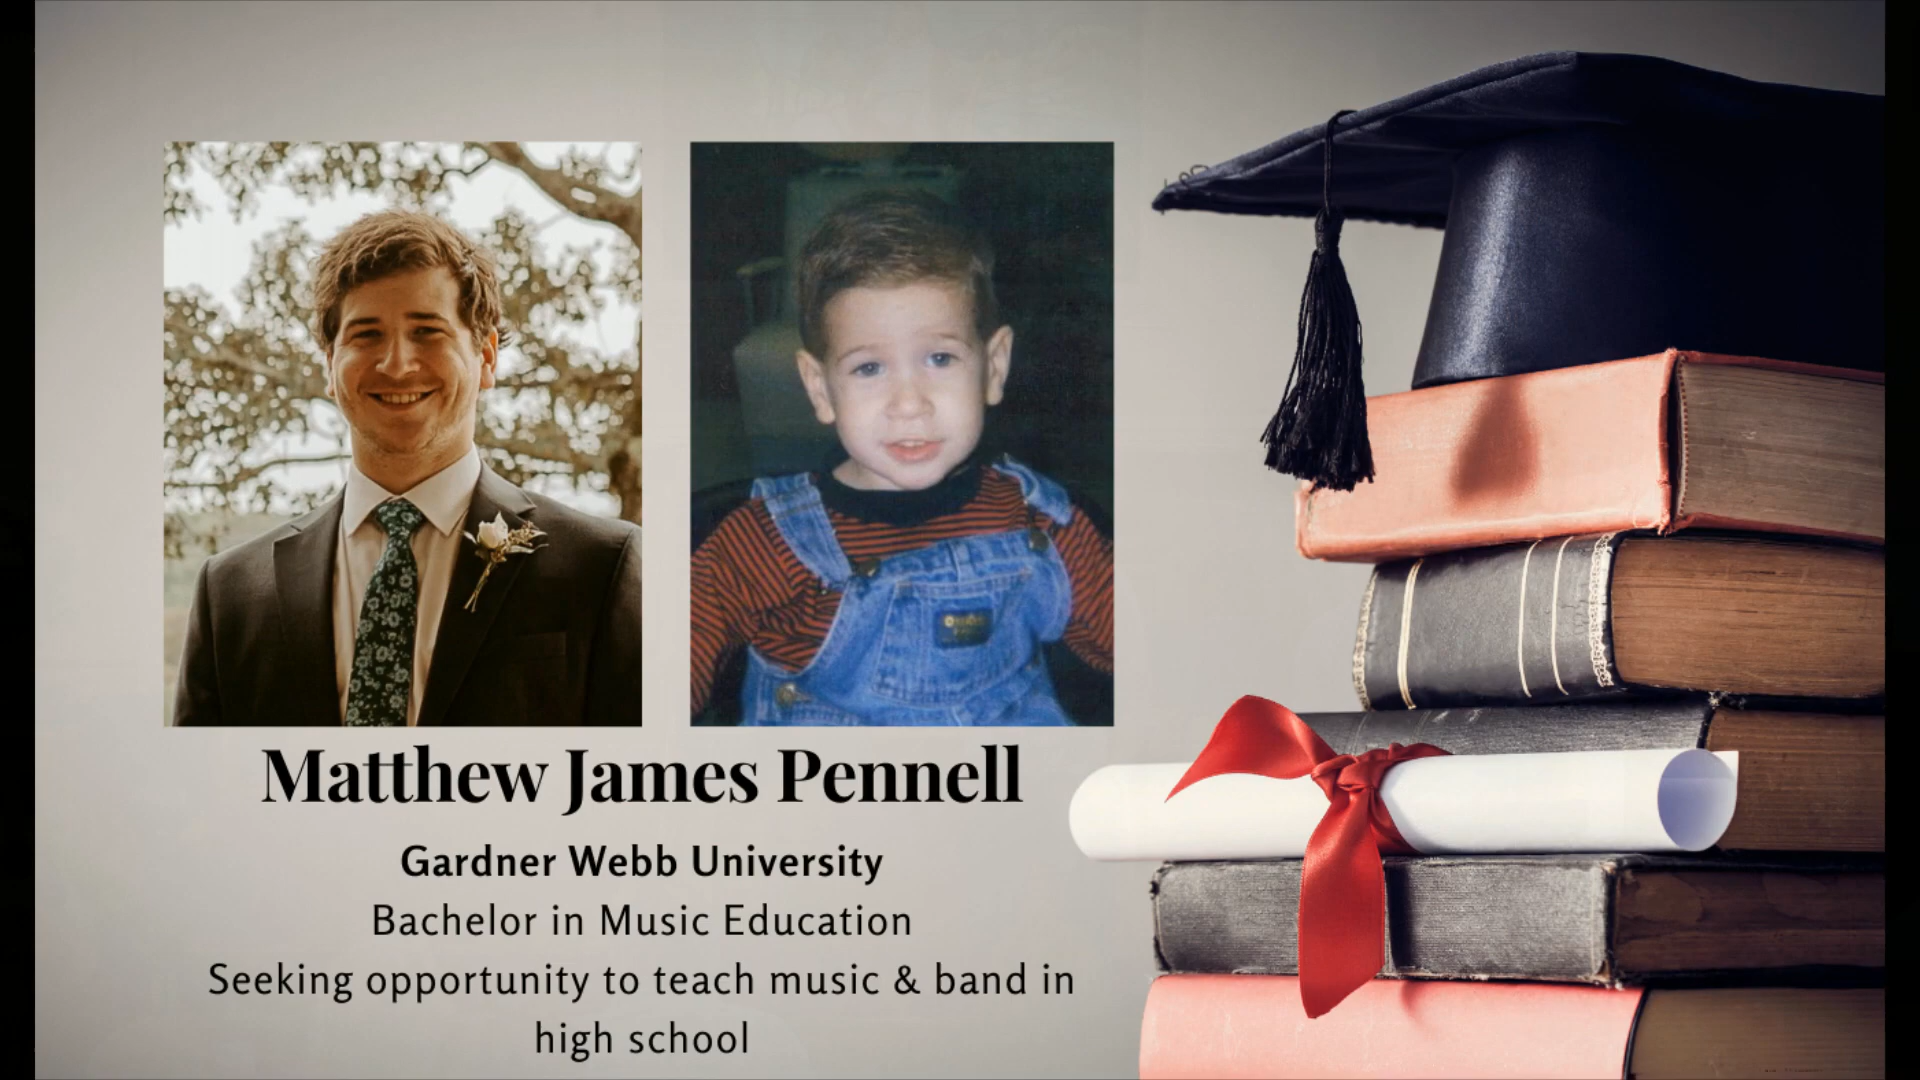 Matthew James Pennell
Gardner Webb University
Bachelor in Music Education
Seeking opportunity to teach music & band in
high school